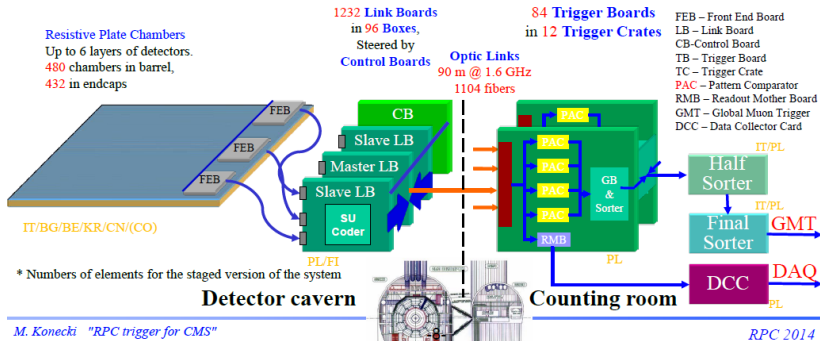 Resistive Plate Chambers
Up to 6 layers of detectors.
480 chambers in barrel,
432 in endcaps
1232 Link Boards
in 96 Boxes,
Steered by
Control Boards
Optic Links
90 m @ 1.6 GHz
1104 fibers
84 Trigger Boards
in 12 Trigger Crates
FEB – Front End Board
LB – Link Board
CB-Control Board
TB – Trigger Board
TC – Trigger Crate
PAC – Pattern Comparator
RMB – Readout Mother Board
GMT – Global Muon Trigger
DCC – Data Collector Card
FEB
FEB
FEB
CB
Slave LB
Master LB
Slave LB
SU
Coder
PAC
PAC
PAC
PAC
PAC
GB
&
Sorter
RMB
PL
IT/PL
Half
Sorter
IT/PL
Final
Sorter
GMT
DCC
DAQ
PL
IT/BG/BE/KR/CN/(CO)
PL/FI
* Numbers of elements for the staged version of the system
Detector cavern
Counting room
M. Konecki "RPC trigger for CMS"
RPC 2014